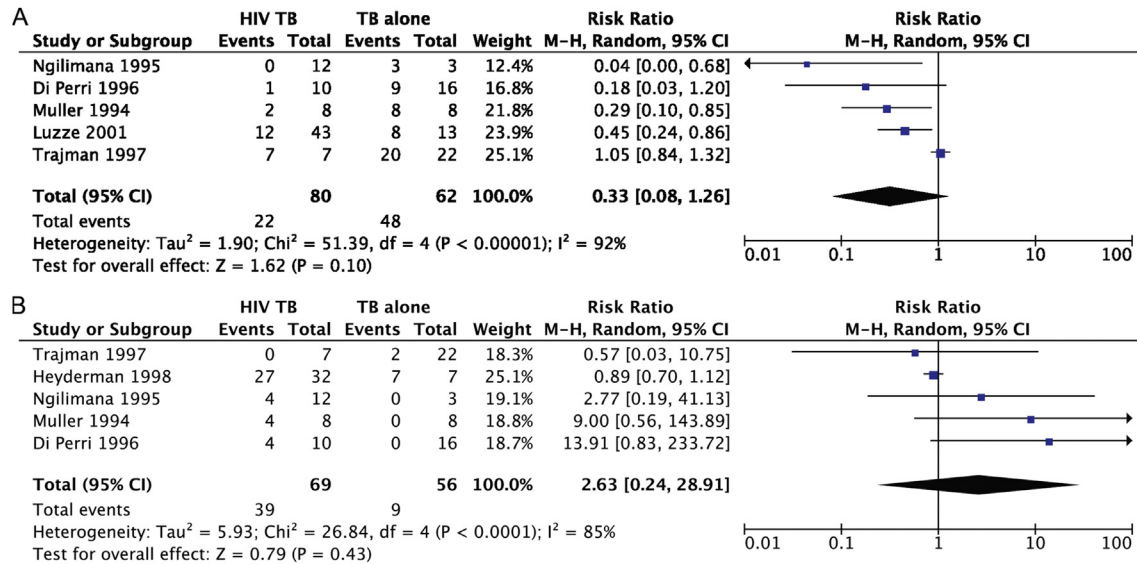 A
HIV TB TB alone Risk Ratio Risk Ratio
Study or Subgroup Events Total Events Total Weight M-H, Random, 95% CI M-H, Random, 95% CI
Ngilimana 1995 0 12 3 3 12.4% 0.04 [0.00, 0.68]
Di Perri 1996 1 10 9 16 16.8% 0.18 [0.03, 1.20]
Muller 1994 2 8 8 8 21.8% 0.29 [0.10, 0.85]
Luzze 2001 12 43 8 13 23.9% 0.45 [0.24, 0.86]
Trajman 1997 7 7 20 22 25.1% 1.05 [0.84, 1.32]
Total (95% CI) 80 62 100.0% 0.33 [0.08, 1.26]
Total events 22 48
Heterogeneity: Tau² = 1.90; Chi² = 51.39, df = 4 (P < 0.00001); I² = 92%
Test for overall effect: Z = 1.62 (P = 0.10)
0.01 0.1 1 10 100
B
HIV TB TB alone Risk Ratio Risk Ratio
Study or Subgroup Events Total Events Total Weight M-H, Random, 95% CI M-H, Random, 95% CI
Trajman 1997 0 7 2 22 18.3% 0.57 [0.03, 10.75]
Heyderman 1998 27 32 7 7 25.1% 0.89 [0.70, 1.12]
Ngilimana 1995 4 12 0 3 19.1% 2.77 [0.19, 41.13]
Muller 1994 4 8 0 8 18.8% 9.00 [0.56, 143.89]
Di Perri 1996 4 10 0 16 18.7% 13.91 [0.83, 233.72]
Total (95% CI) 69 56 100.0% 2.63 [0.24, 28.91]
Total events 39 9
Heterogeneity: Tau² = 5.93; Chi² = 26.84, df = 4 (P < 0.0001); I² = 85%
Test for overall effect: Z = 0.79 (P = 0.43)
0.01 0.1 1 10 100